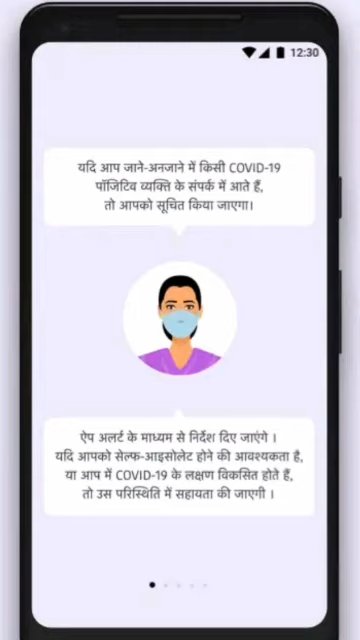 12:30
यदि आप जाने-अनजाने में किसी COVID-19
पॉजिटिव व्यक्ति के संपर्क में आते हैं,
तो आपको सूचित किया जाएगा।
ऐप अलर्ट के माध्यम से निर्देश दिए जाएंगे ।
यदि आपको सेल्फ-आइसोलेट होने की आवश्यकता है,
या आप में COVID-19 के लक्षण विकसित होते हैं,
तो उस परिस्थिति में सहायता की जाएगी ।